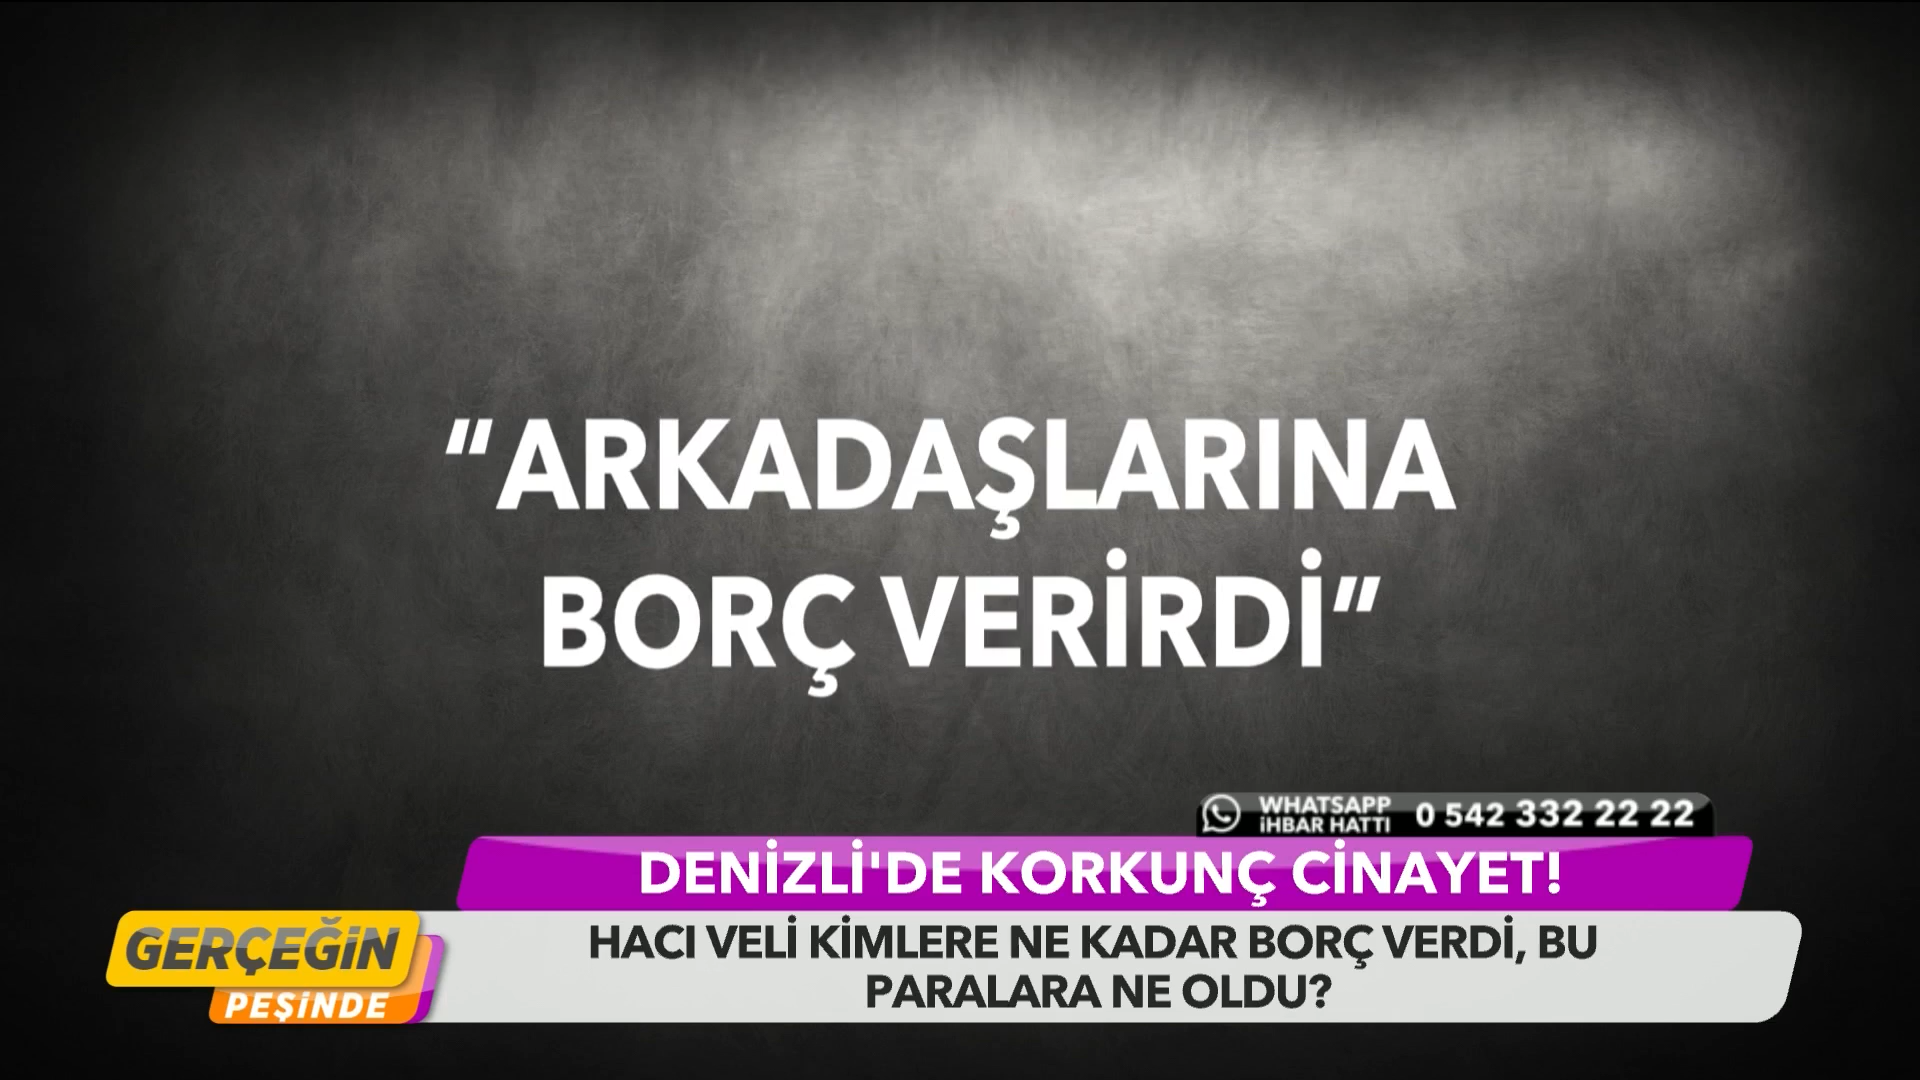 “ARKADAŞLARINA
BORÇ VERİRDİ”
WHATSAPP
İHBAR HATTI
0 542 332 22 22
DENİZLİ'DE KORKUNÇ CİNAYET!
HACI VELİ KİMLERE NE KADAR BORÇ VERDİ, BU
PARALARA NE OLDU?
GERÇEĞİN
PEŞİNDE